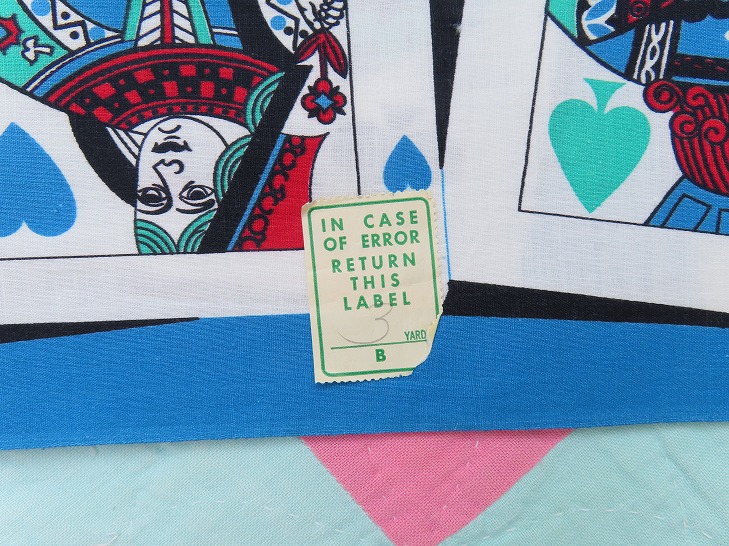 IN CASE
OF ERROR
RETURN
THIS
LABEL
3 YARD
B